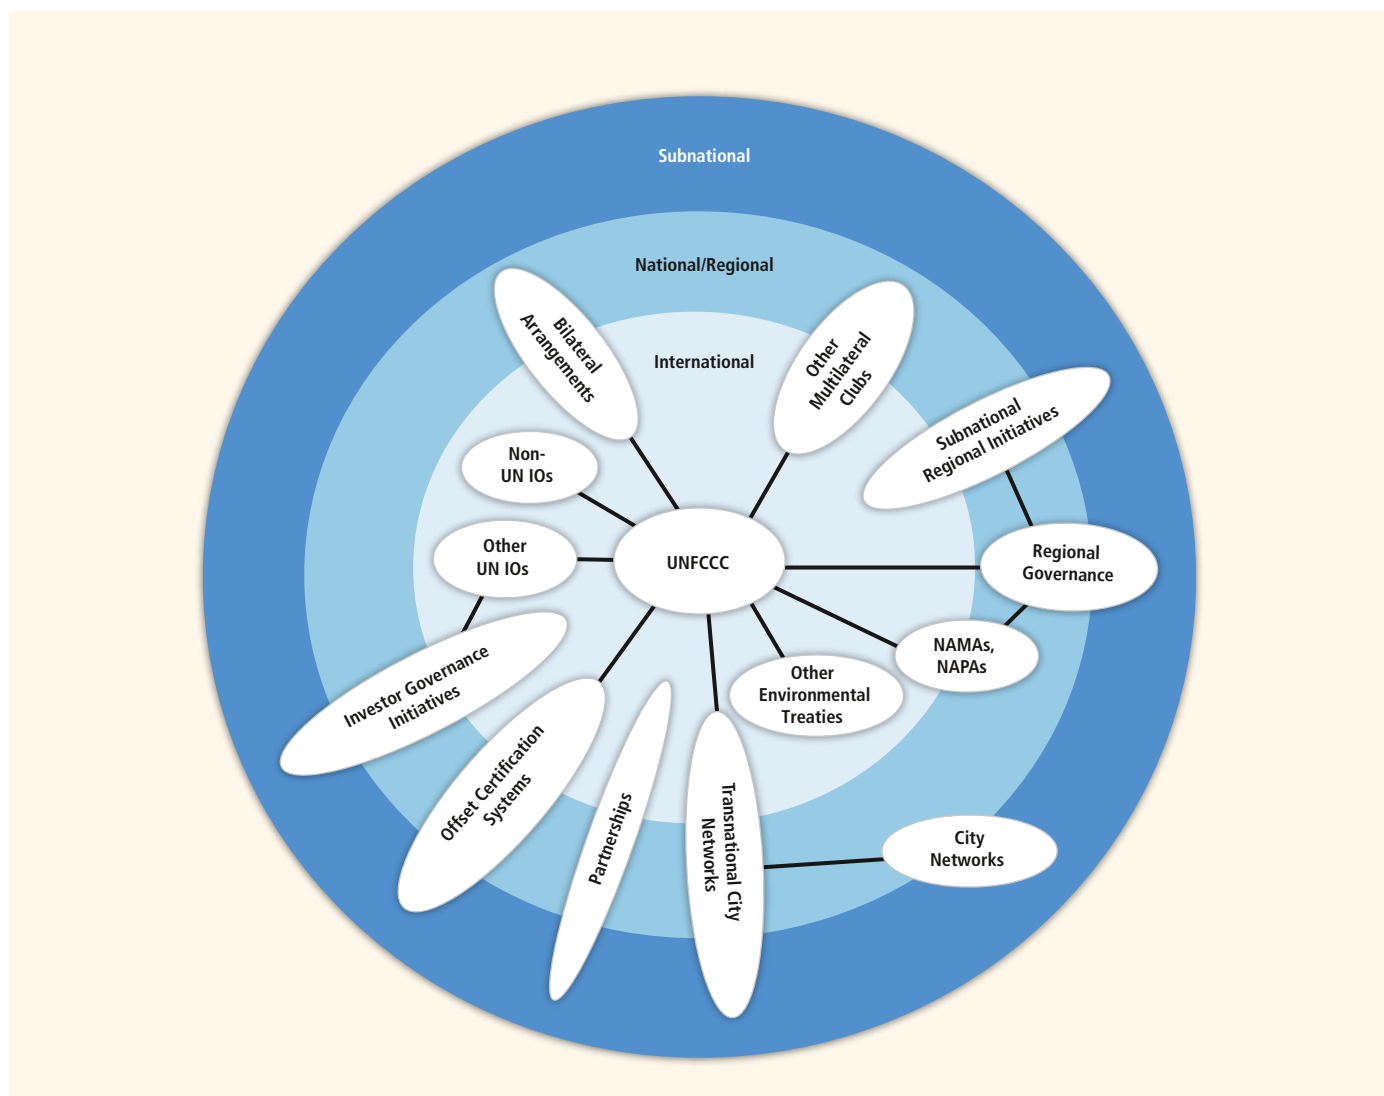 Subnational
National/Regional
International
Bilateral
Arrangements
Other
Multilateral
Clubs
Subnational
Regional Initiatives
Non-
UN IOs
Other
UN IOs
UNFCCC
Regional
Governance
NAMAs,
NAPAs
Other
Environmental
Treaties
Investor Governance
Initiatives
Offset Certification
Systems
Partnerships
Transnational City
Networks
City
Networks